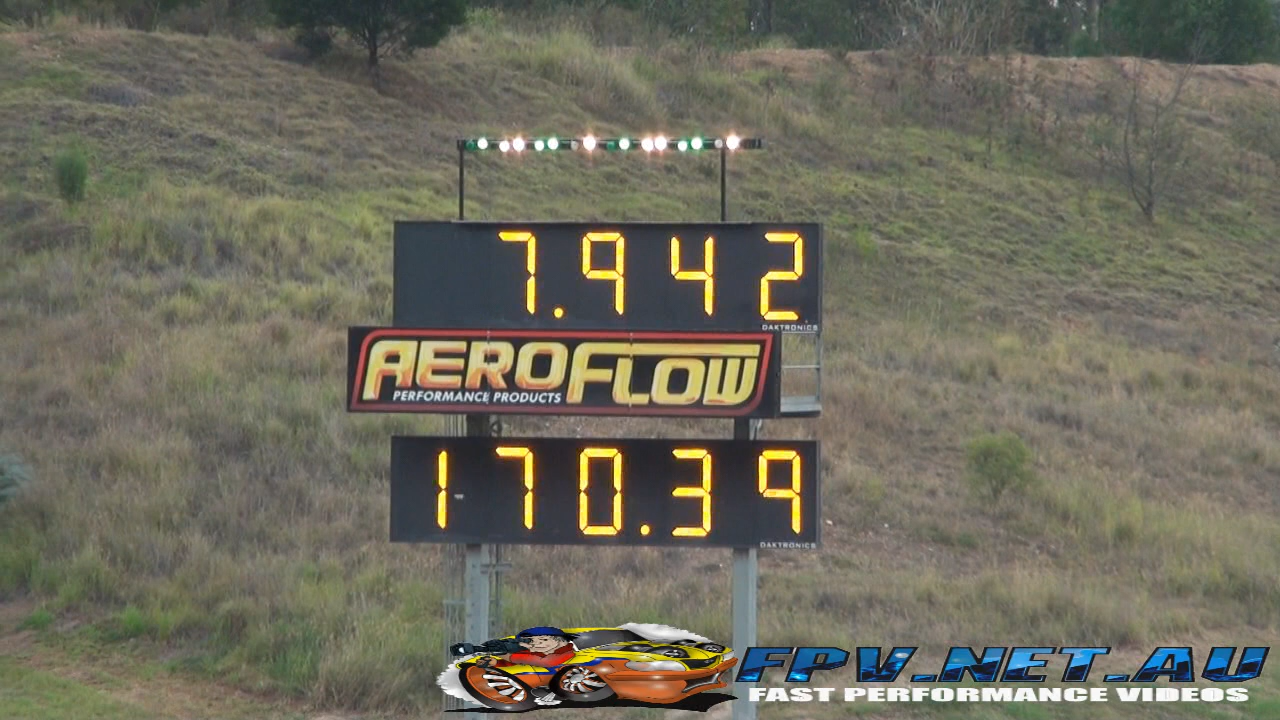 7.942
DAKTRONICS
AEROFLOW
PERFORMANCE PRODUCTS
170.39
DAKTRONICS
FPV.NET.AU
FAST PERFORMANCE VIDEOS